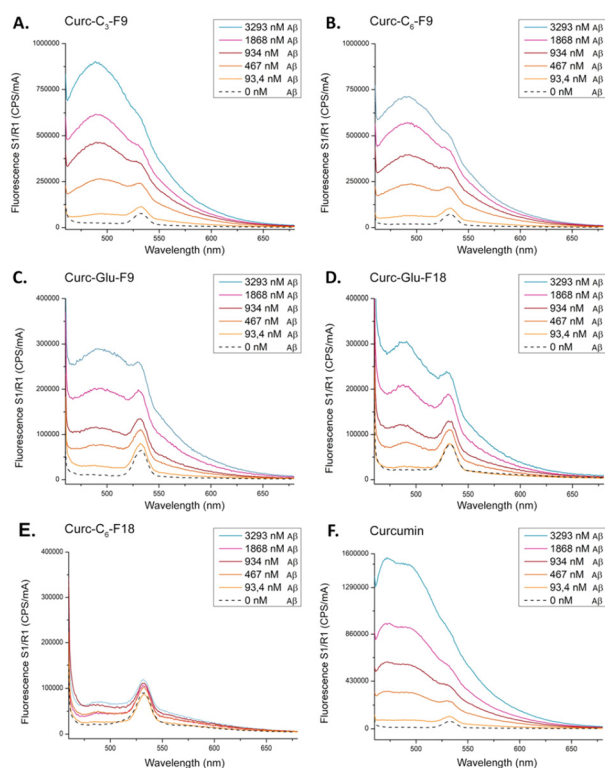 A. Curc-C₃-F9
3293 nM Aβ
1868 nM Aβ
934 nM Aβ
467 nM Aβ
93,4 nM Aβ
0 nM Aβ
Fluorescence S1/R1 (CPS/mA)
1000000
750000
500000
250000
0
500 550 600 650
Wavelength (nm)
B. Curc-C₆-F9
3293 nM Aβ
1868 nM Aβ
934 nM Aβ
467 nM Aβ
93,4 nM Aβ
0 nM Aβ
Fluorescence S1/R1 (CPS/mA)
1000000
750000
500000
250000
0
500 550 600 650
Wavelength (nm)
C. Curc-Glu-F9
3293 nM Aβ
1868 nM Aβ
934 nM Aβ
467 nM Aβ
93,4 nM Aβ
0 nM Aβ
Fluorescence S1/R1 (CPS/mA)
400000
300000
200000
100000
0
500 550 600 650
Wavelength (nm)
D. Curc-Glu-F18
3293 nM Aβ
1868 nM Aβ
934 nM Aβ
467 nM Aβ
93,4 nM Aβ
0 nM Aβ
Fluorescence S1/R1 (CPS/mA)
400000
300000
200000
100000
0
500 550 600 650
Wavelength (nm)
E. Curc-C₆-F18
3293 nM Aβ
1868 nM Aβ
934 nM Aβ
467 nM Aβ
93,4 nM Aβ
0 nM Aβ
Fluorescence S1/R1 (CPS/mA)
400000
300000
200000
100000
0
500 550 600 650
Wavelength (nm)
F. Curcumin
3293 nM Aβ
1868 nM Aβ
934 nM Aβ
467 nM Aβ
93,4 nM Aβ
0 nM Aβ
Fluorescence S1/R1 (CPS/mA)
1600000
1290000
860000
430000
0
500 550 600 650
Wavelength (nm)